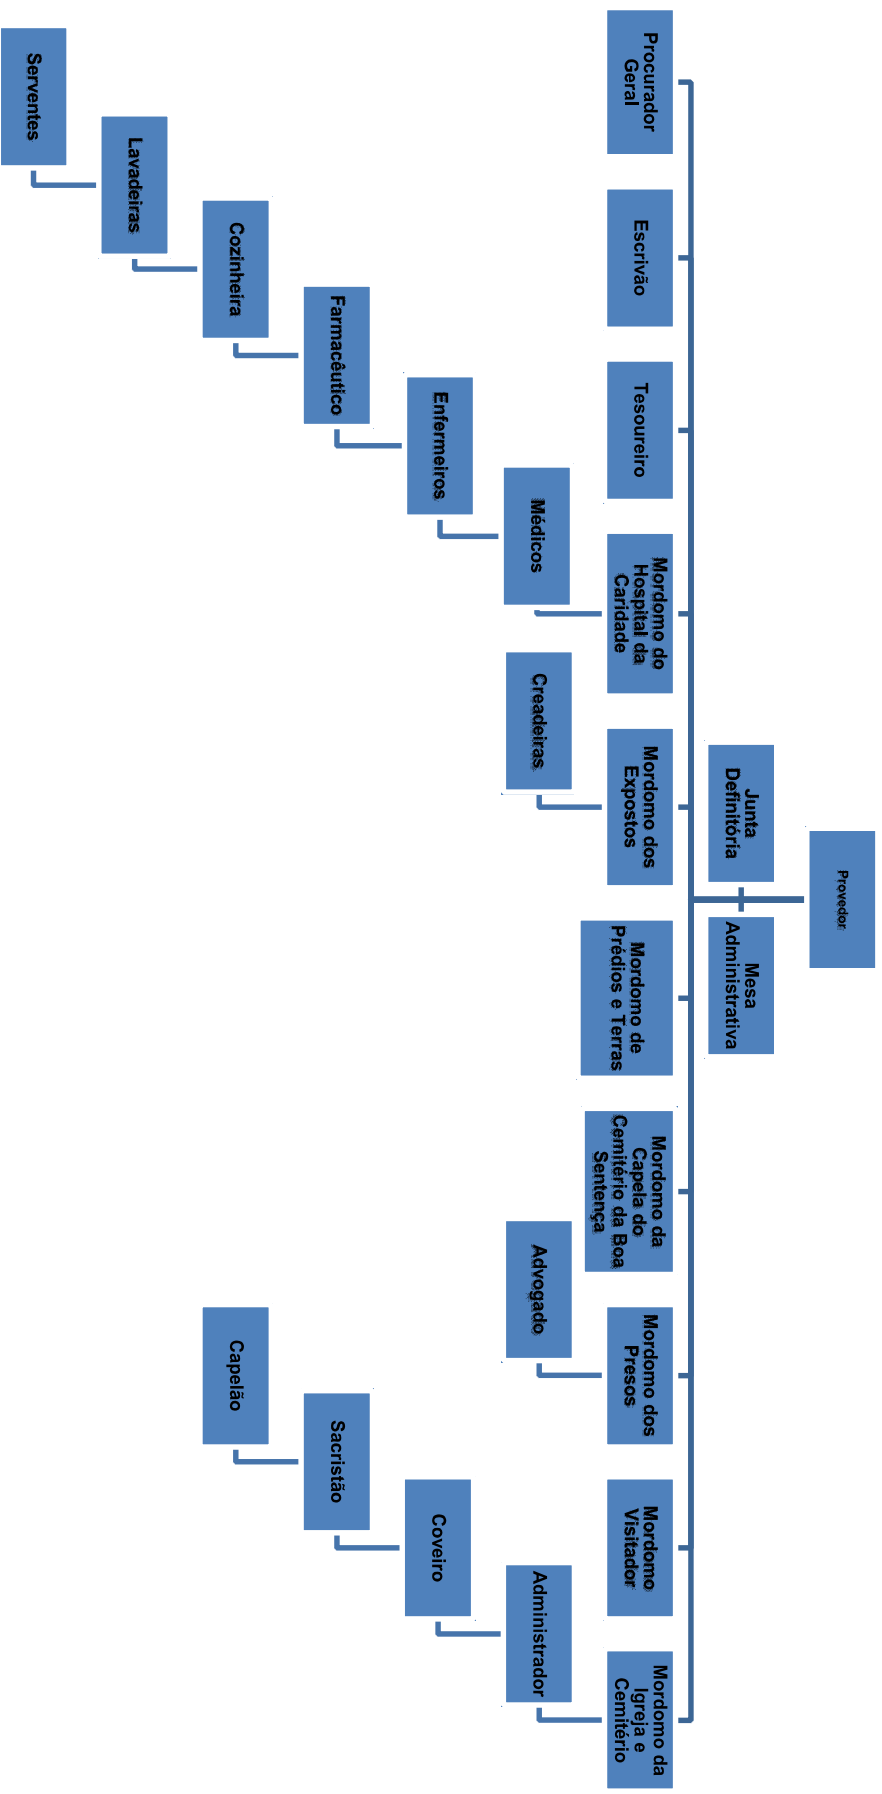 Provedor
Junta
Definitória
Mesa
Administrativa
Procurador
Geral
Escrivão
Tesoureiro
Mordomo do
Hospital da
Caridade
Mordomo dos
Expostos
Mordomo de
Prédios e Terras
Mordomo da
Capela do
Cemitério da Boa
Sentença
Mordomo dos
Presos
Mordomo
Visitador
Mordomo da
Igreja e
Cemitério
Médicos
Creadeiras
Advogado
Administrador
Enfermeiros
Coveiro
Farmacêutico
Sacristão
Cozinheira
Capelão
Lavadeiras
Serventes